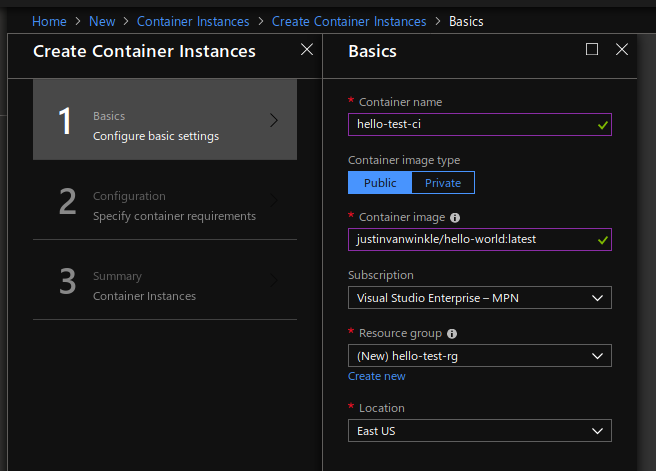 Home > New > Container Instances > Create Container Instances > Basics
Create Container Instances
1
Basics
Configure basic settings
2
Configuration
Specify container requirements
3
Summary
Container Instances
Basics
* Container name
hello-test-ci
Container image type
Public Private
* Container image
justinvanwinkle/hello-world:latest
Subscription
Visual Studio Enterprise – MPN
* Resource group
(New) hello-test-rg
Create new
* Location
East US